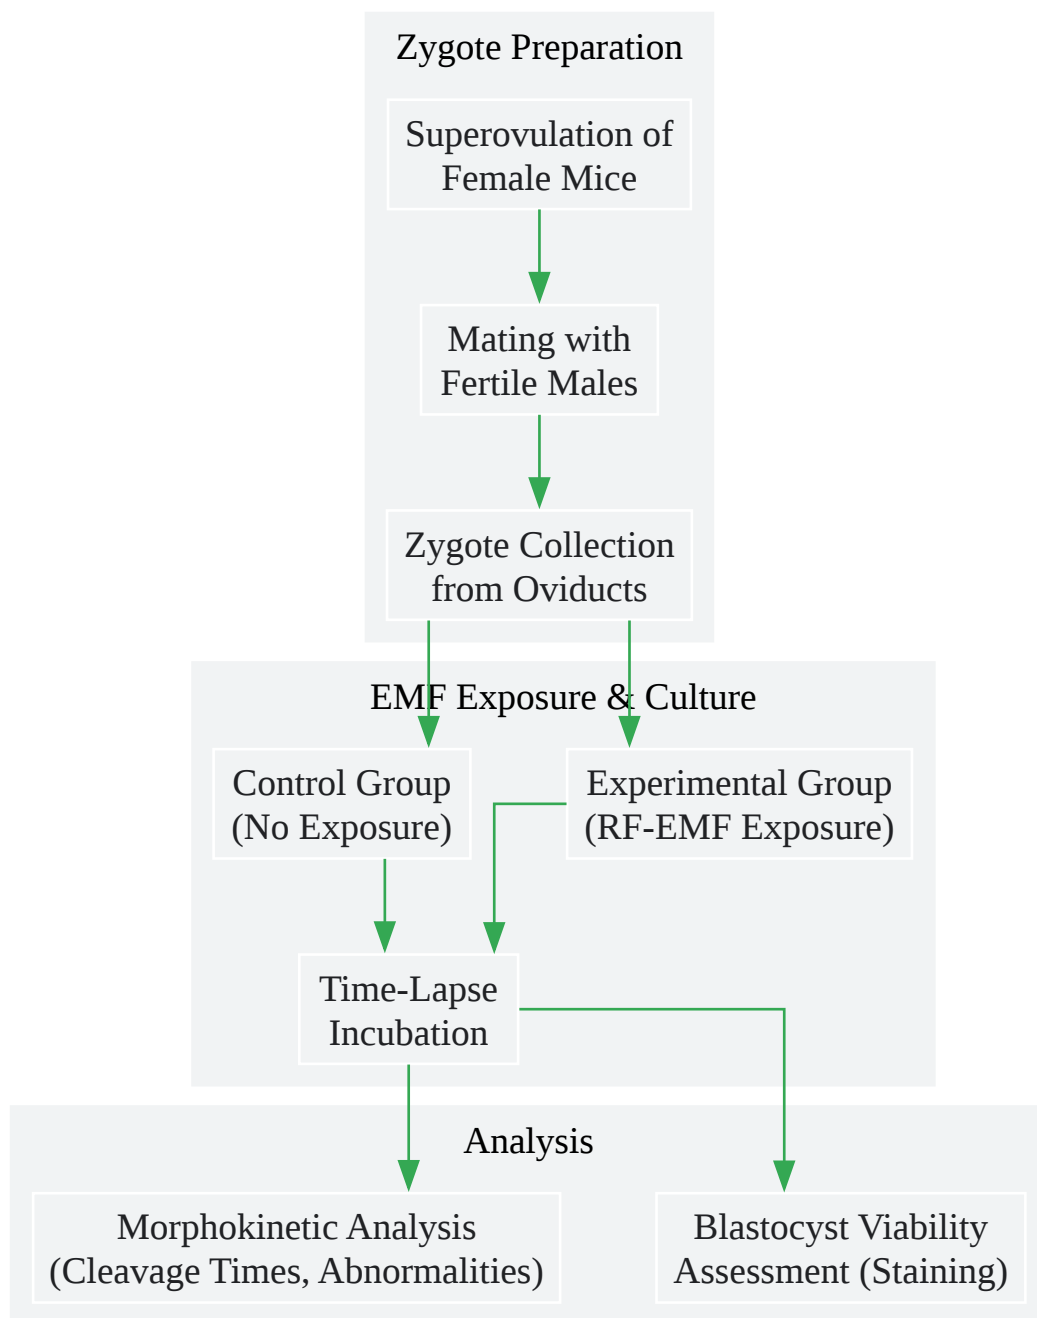 Zygote Preparation
Superovulation of
Female Mice
Mating with
Fertile Males
Zygote Collection
from Oviducts
EMF Exposure & Culture
Control Group
(No Exposure)
Experimental Group
(RF-EMF Exposure)
Time-Lapse
Incubation
Analysis
Morphokinetic Analysis
(Cleavage Times, Abnormalities)
Blastocyst Viability
Assessment (Staining)